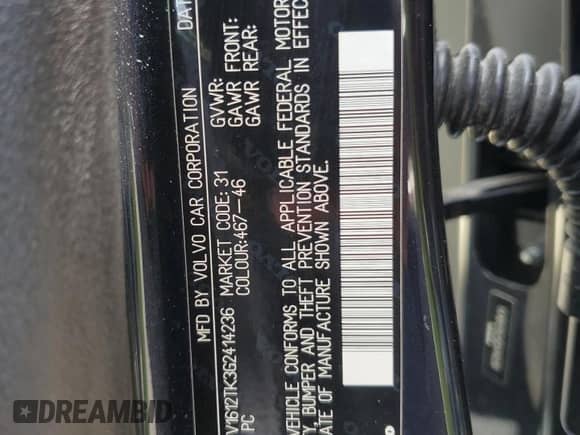 DAT
MFD BY VOLVO CAR CORPORATION
GVWR:
GAWR FRONT:
GAWR REAR:
V1612TK3G2414236 MARKET CODE:31
PC COLOUR:467-46
VEHICLE CONFORMS TO ALL APPLICABLE FEDERAL MOTOR
Y, BUMPER AND THEFT PREVENTION STANDARDS IN EFFEC
DATE OF MANUFACTURE SHOWN ABOVE.
DREAMBID